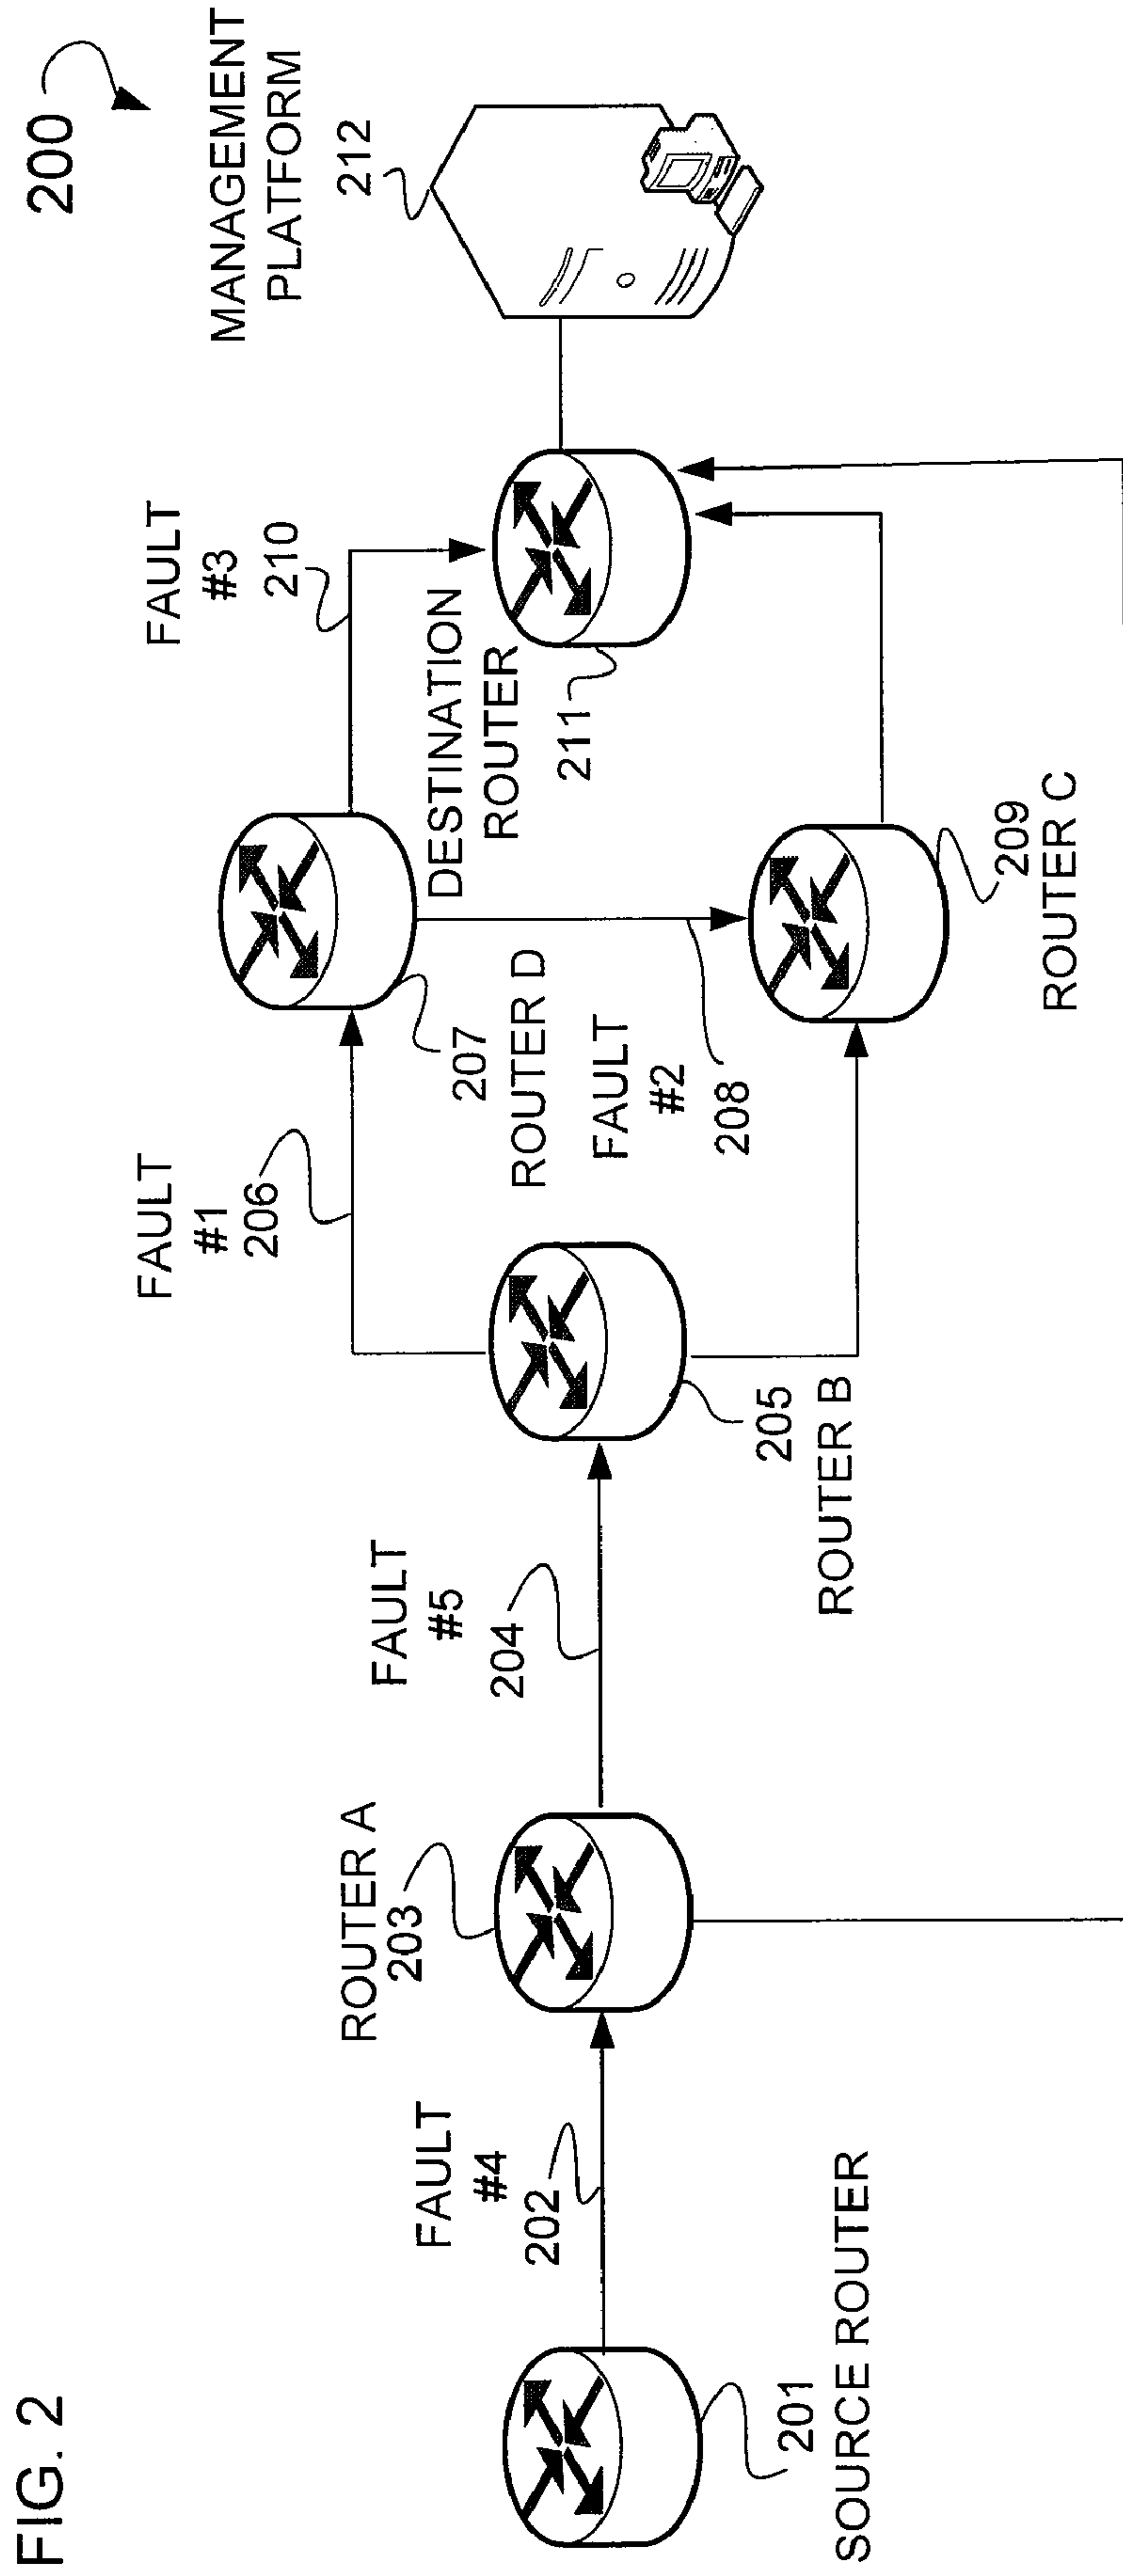 FIG. 2
200
MANAGEMENT
PLATFORM
212
FAULT
#3
210
FAULT
#1
206
DESTINATION
ROUTER
211
207
ROUTER D
FAULT
#2
208
209
ROUTER C
205
ROUTER B
FAULT
#5
204
ROUTER A
203
FAULT
#4
202
201
SOURCE ROUTER